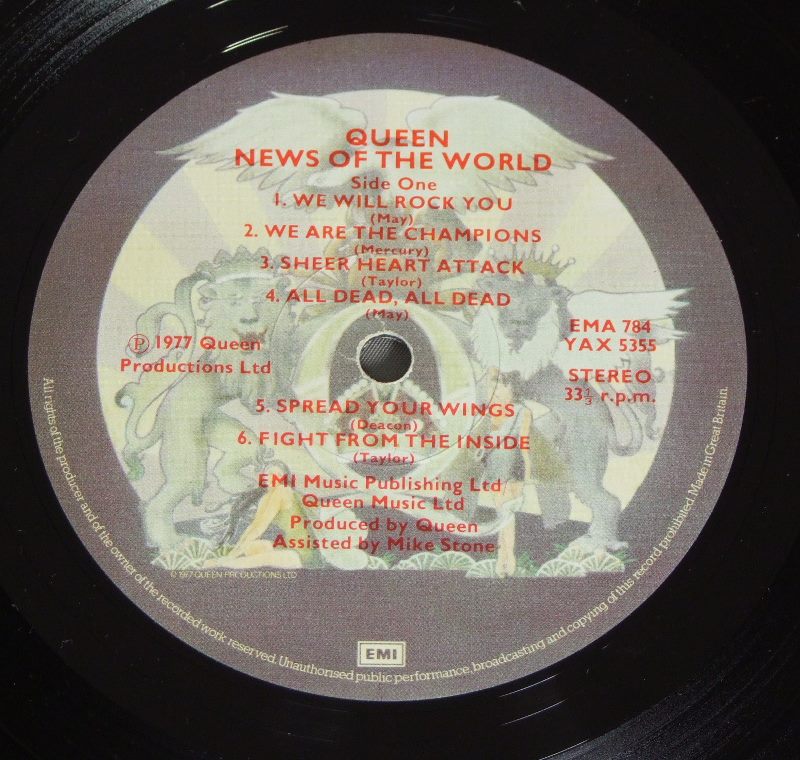 QUEEN
NEWS OF THE WORLD
Side One
1. WE WILL ROCK YOU
(May)
2. WE ARE THE CHAMPIONS
(Mercury)
3. SHEER HEART ATTACK
(Taylor)
4. ALL DEAD, ALL DEAD
(May)
Ⓟ 1977 Queen
Productions Ltd
EMA 784
YAX 5355
STEREO
33⅓ r.p.m.
5. SPREAD YOUR WINGS
(Deacon)
6. FIGHT FROM THE INSIDE
(Taylor)
EMI Music Publishing Ltd
Queen Music Ltd
Produced by Queen
Assisted by Mike Stone
© 1977 QUEEN PRODUCTIONS LTD
All rights of the producer and of the owner of the recorded work reserved. Unauthorised public performance, broadcasting and copying of this record prohibited. Made in Great Britain.
EMI